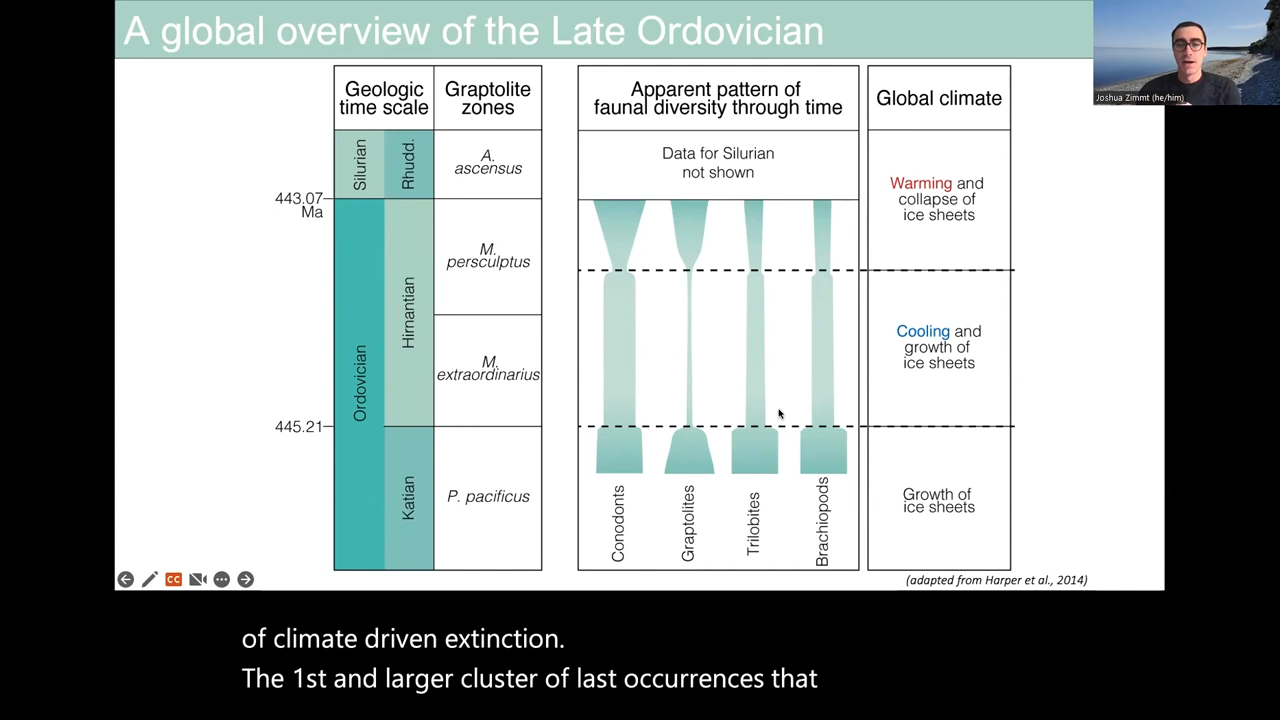 A global overview of the Late Ordovician
Joshua Zimmt (he/him)
Geologic
time scale
Graptolite
zones
Apparent pattern of
faunal diversity through time
Global climate
Silurian
Rhudd.
A.
ascensus
Data for Silurian
not shown
Warming and
collapse of
ice sheets
443.07
Ma
Ordovician
Hirnantian
M.
persculptus
M.
extraordinarius
Cooling and
growth of
ice sheets
445.21
Katian
P. pacificus
Conodonts
Graptolites
Trilobites
Brachiopods
Growth of
ice sheets
CC
(adapted from Harper et al., 2014)
of climate driven extinction.
The 1st and larger cluster of last occurrences that